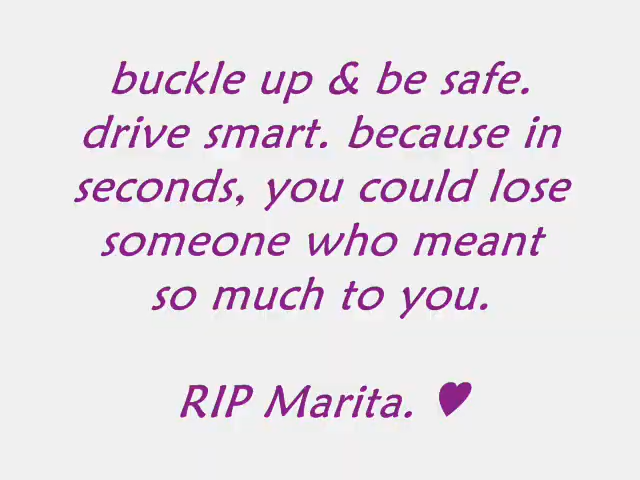 buckle up & be safe.
drive smart. because in
seconds, you could lose
someone who meant
so much to you.
RIP Marita. ♥